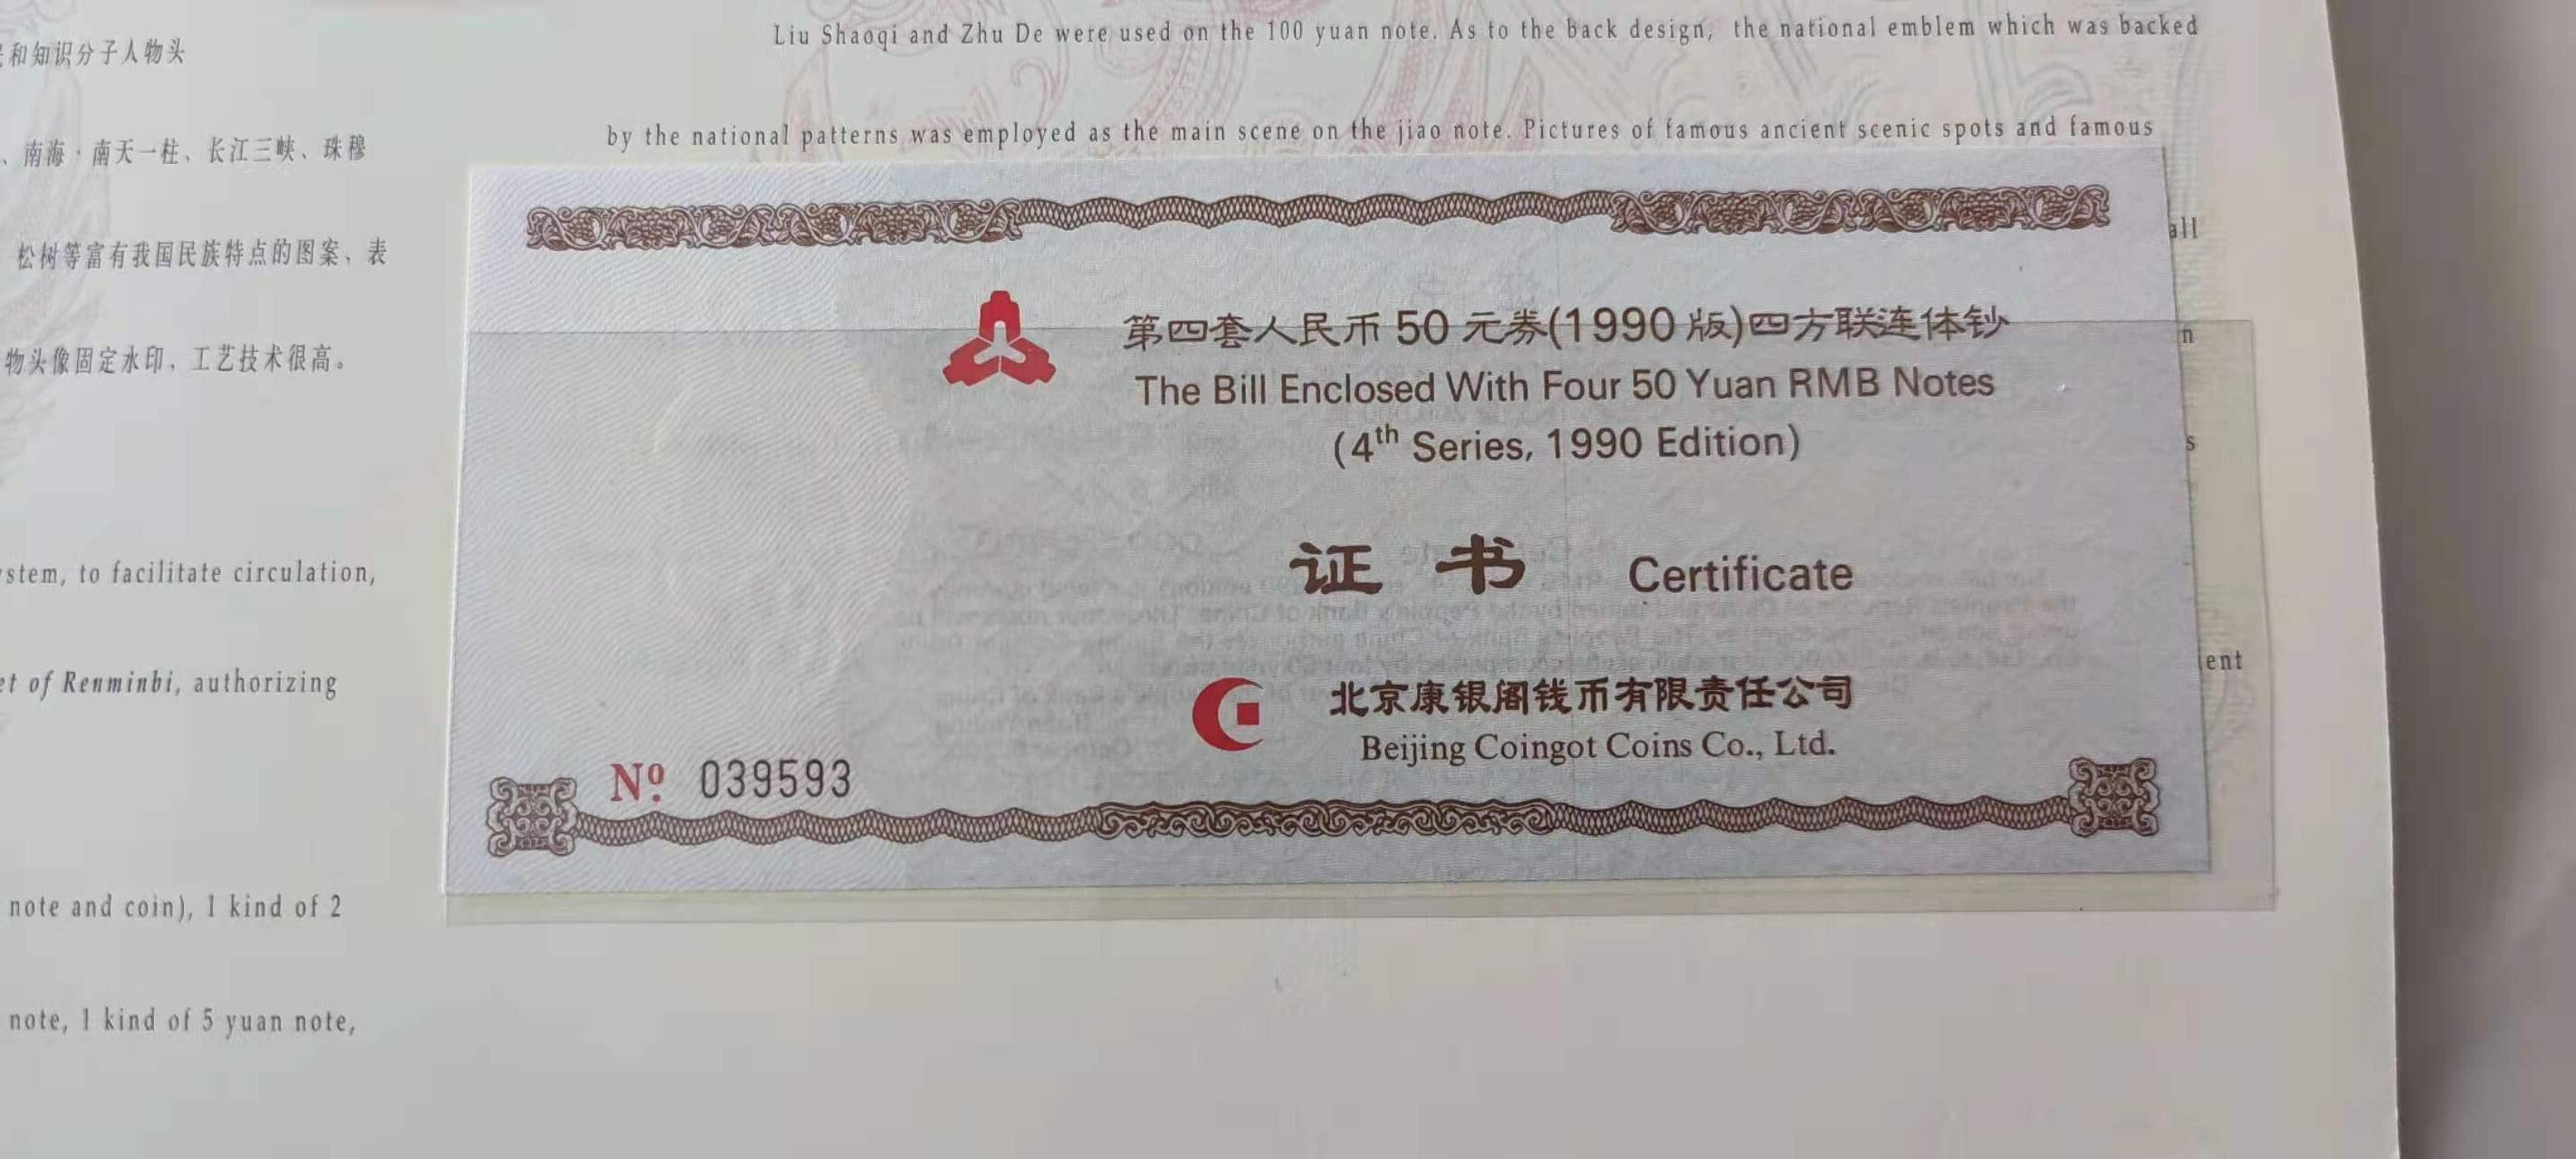 和知识分子人物头
、南海·南天一柱、长江三峡、珠穆
松树等富有我国民族特点的图案、表
物头像固定水印，工艺技术很高。
stem, to facilitate circulation,
et of Renminbi, authorizing
note and coin), 1 kind of 2
note, 1 kind of 5 yuan note,
Liu Shaoqi and Zhu De were used on the 100 yuan note. As to the back design, the national emblem which was backed
by the national patterns was employed as the main scene on the jiao note. Pictures of famous ancient scenic spots and famous
all
n
s
ent
第四套人民币 50 元券(1990 版)四方联连体钞
The Bill Enclosed With Four 50 Yuan RMB Notes
(4th Series, 1990 Edition)
证 书 Certificate
北京康银阁钱币有限责任公司
Beijing Coingot Coins Co., Ltd.
Nº 039593